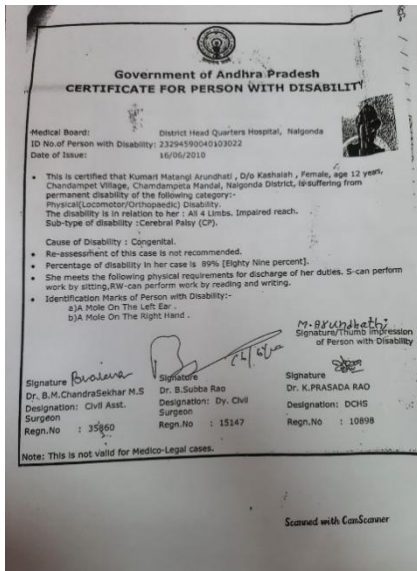 Government of Andhra Pradesh
CERTIFICATE FOR PERSON WITH DISABILITY
Medical Board: District Head Quarters Hospital, Nalgonda
ID No.of Person with Disability: 23294590040103022
Date of Issue: 16/06/2010
• This is certified that Kumari Matangi Arundhati , D/o Kashaiah , Female, age 12 years,
Chandampet Village, Chamdampeta Mandal, Nalgonda District, is suffering from
permanent disability of the following category:-
Physical(Locomotor/Orthopaedic) Disability.
The disability is in relation to her : All 4 Limbs. Impaired reach.
Sub-type of disability :Cerebral Palsy (CP).
Cause of Disability : Congenital.
• Re-assessment of this case is not recommended.
• Percentage of disability in her case is 89% [Eighty Nine percent].
• She meets the following physical requirements for discharge of her duties. S-can perform
work by sitting,RW-can perform work by reading and writing.
• Identification Marks of Person with Disability:-
a)A Mole On The Left Ear .
b)A Mole On The Right Hand .
M. Arundhathi
Signature/Thumb Impression
of Person with Disability
Signature
Dr. B.M.ChandraSekhar M.S
Designation: Civil Asst.
Surgeon
Regn.No : 35860
Signature
Dr. B.Subba Rao
Designation: Dy. Civil
Surgeon
Regn.No : 15147
Signature
Dr. K.PRASADA RAO
Designation: DCHS
Regn.No : 10898
Note: This is not valid for Medico-Legal cases.
Scanned with CamScanner